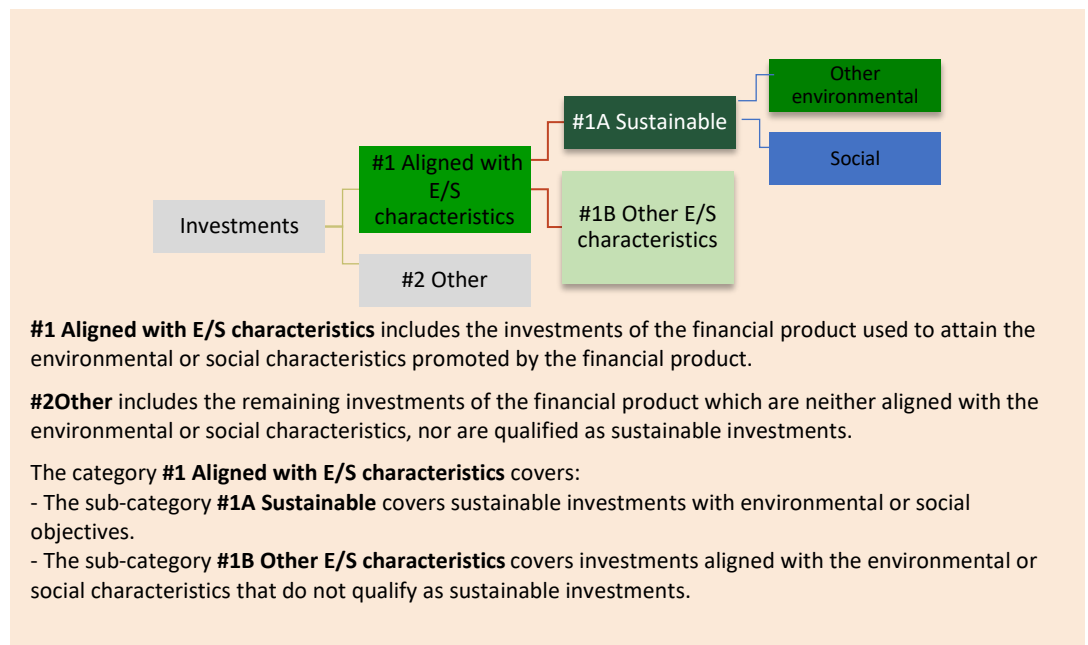 Other
environmental
#1A Sustainable
#1 Aligned with
E/S
characteristics
Social
#1B Other E/S
characteristics
Investments
#2 Other
#1 Aligned with E/S characteristics includes the investments of the financial product used to attain the
environmental or social characteristics promoted by the financial product.
#2Other includes the remaining investments of the financial product which are neither aligned with the
environmental or social characteristics, nor are qualified as sustainable investments.
The category #1 Aligned with E/S characteristics covers:
- The sub-category #1A Sustainable covers sustainable investments with environmental or social
objectives.
- The sub-category #1B Other E/S characteristics covers investments aligned with the environmental or
social characteristics that do not qualify as sustainable investments.